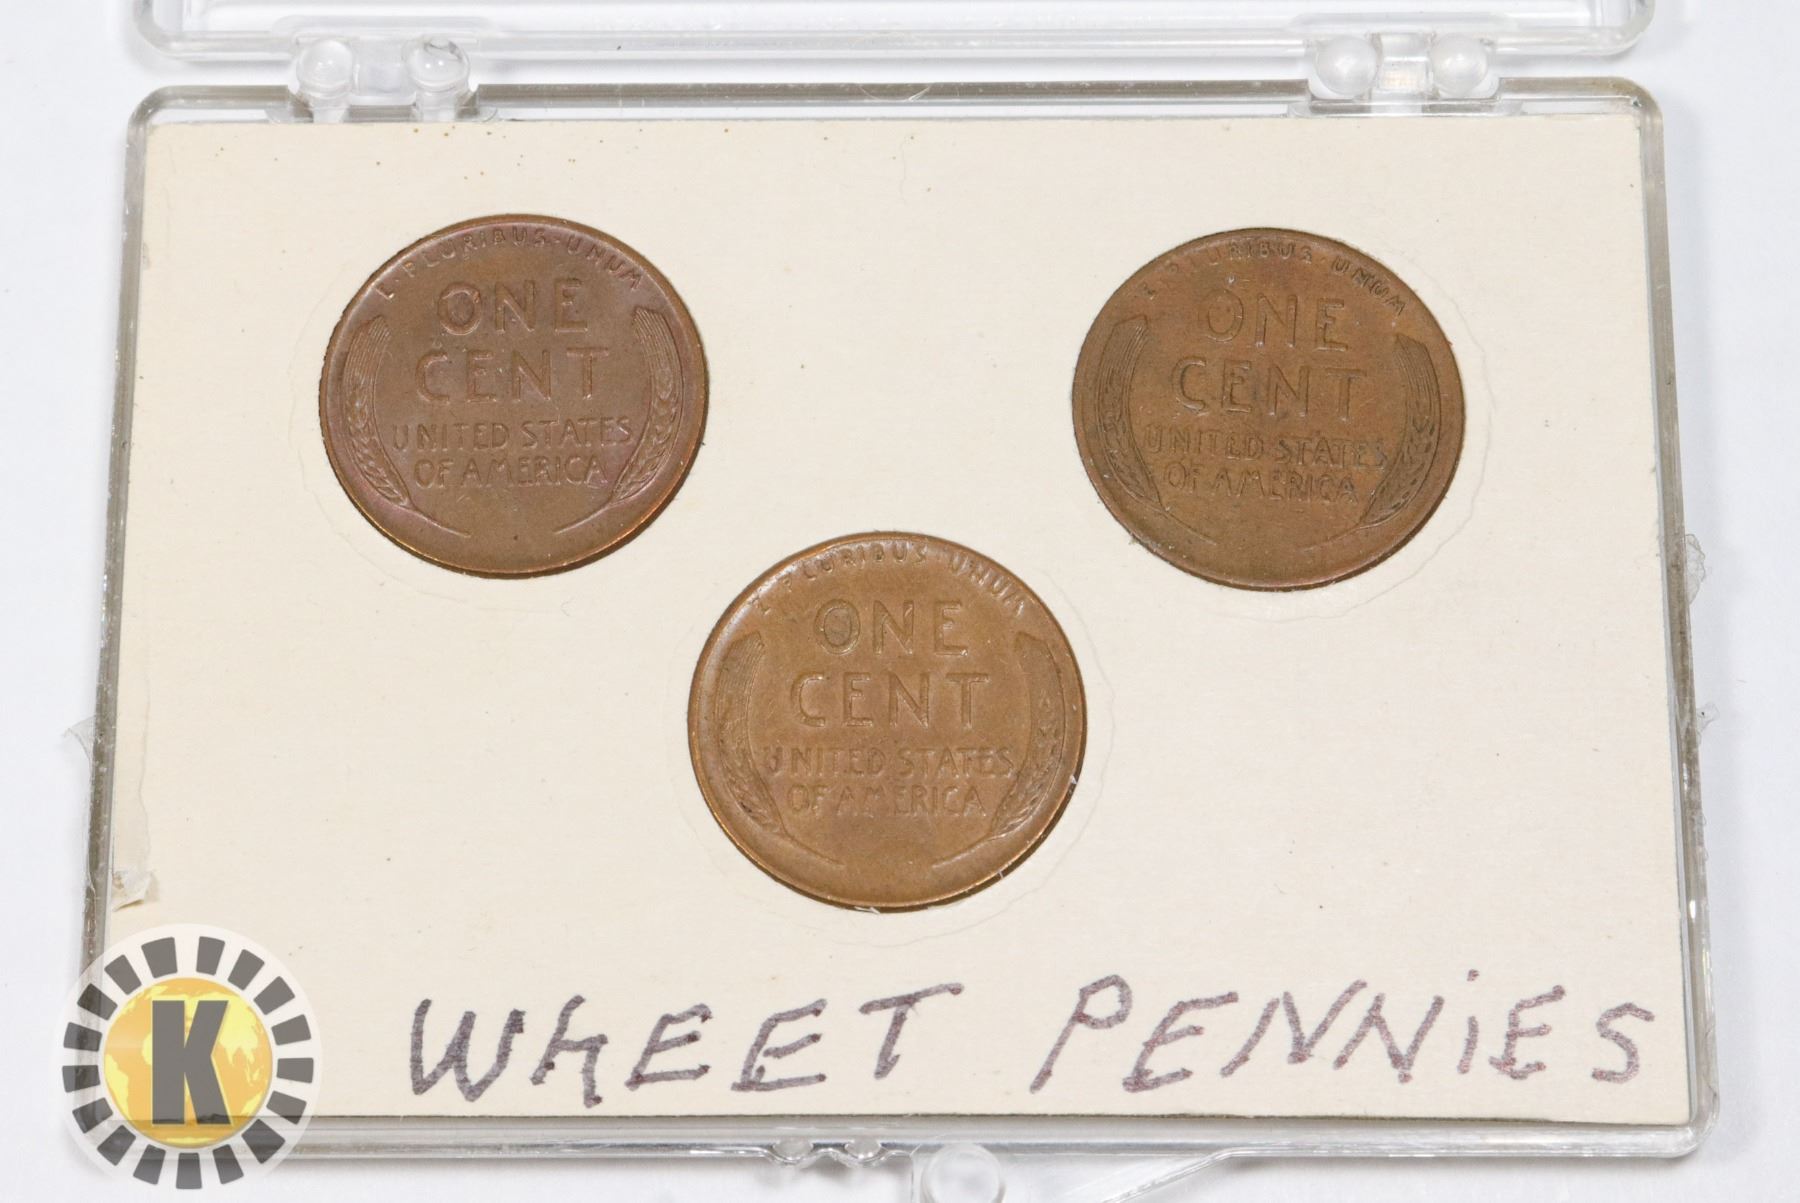 E · PLURIBUS · UNUM
ONE
CENT
UNITED STATES
OF AMERICA
E · PLURIBUS · UNUM
ONE
CENT
UNITED STATES
OF AMERICA
E · PLURIBUS · UNUM
ONE
CENT
UNITED STATES
OF AMERICA
WHEET PENNIES
K